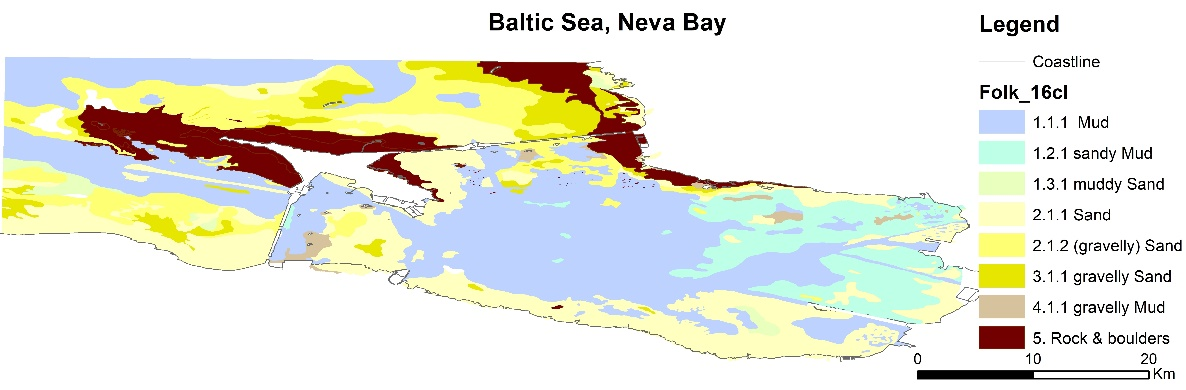 Baltic Sea, Neva Bay
Legend
Coastline
Folk_16cl
1.1.1 Mud
1.2.1 sandy Mud
1.3.1 muddy Sand
2.1.1 Sand
2.1.2 (gravelly) Sand
3.1.1 gravelly Sand
4.1.1 gravelly Mud
5. Rock & boulders
0 10 20
Km